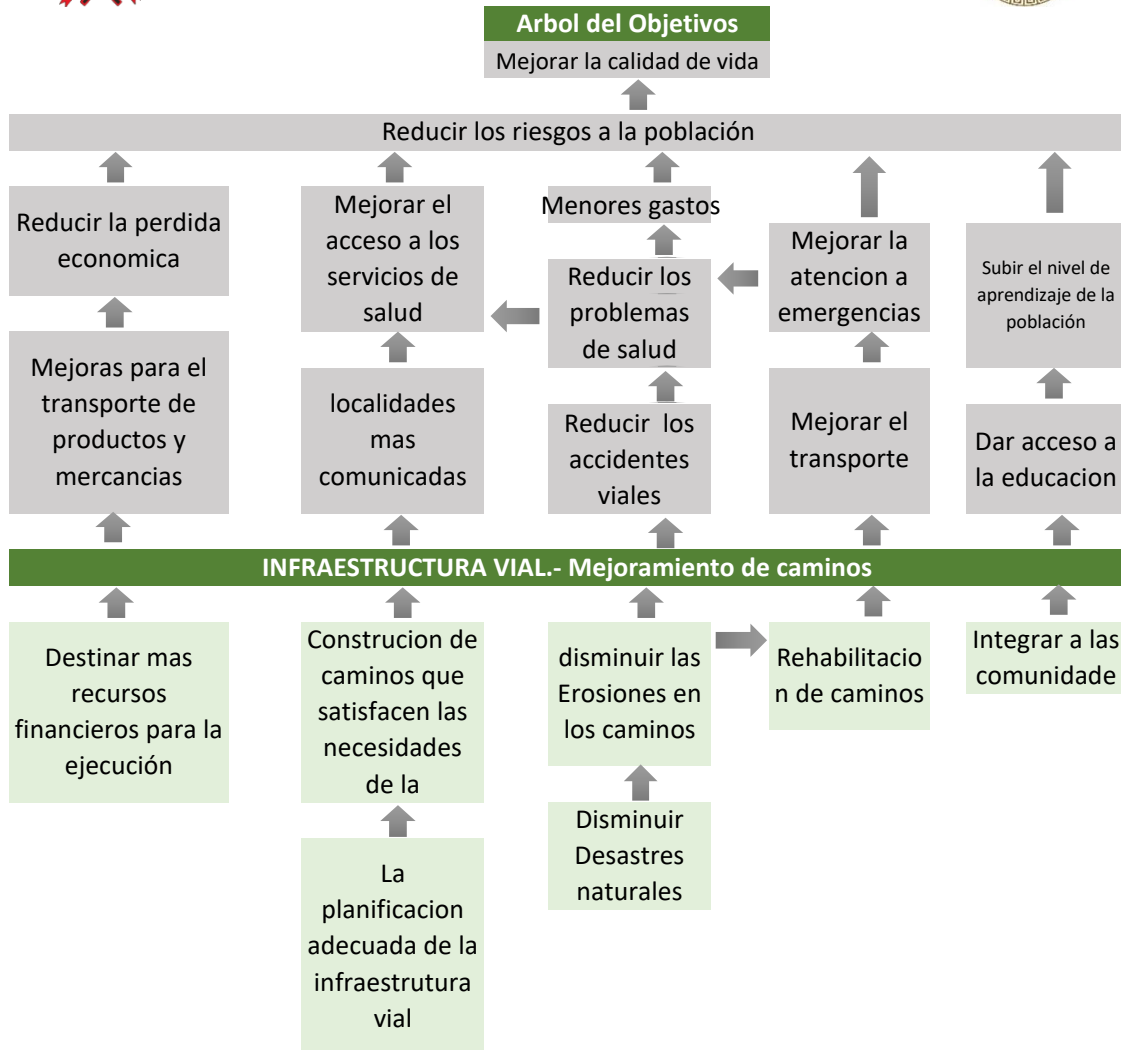 Arbol del Objetivos
Mejorar la calidad de vida
Reducir los riesgos a la población
Reducir la perdida
economica
Mejorar el
acceso a los
servicios de
salud
Menores gastos
Reducir los
problemas
de salud
Mejorar la
atencion a
emergencias
Subir el nivel de
aprendizaje de la
población
Mejoras para el
transporte de
productos y
mercancias
localidades
mas
comunicadas
Reducir los
accidentes
viales
Mejorar el
transporte
Dar acceso a
la educacion
INFRAESTRUCTURA VIAL.- Mejoramiento de caminos
Destinar mas
recursos
financieros para la
ejecución
Construcion de
caminos que
satisfacen las
necesidades
de la
disminuir las
Erosiones en
los caminos
Rehabilitacio
n de caminos
Integrar a las
comunidade
Disminuir
Desastres
naturales
La
planificacion
adecuada de la
infraestrutura
vial